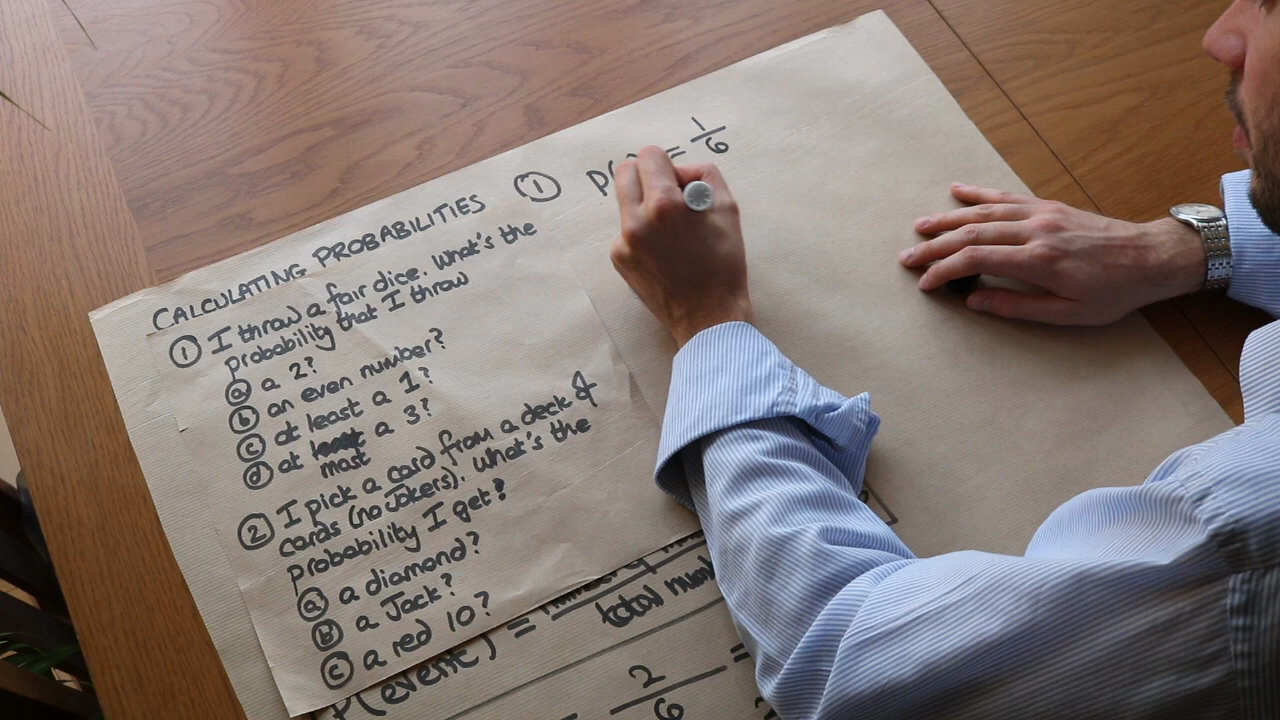 CALCULATING PROBABILITIES
① I throw a fair dice. What's the
probability that I throw
ⓐ a 2?
ⓑ an even number?
ⓒ at least a 1?
ⓓ at a 3?
most
② I pick a card from a deck of
cards (no Jokers). What's the
probability I get?
ⓐ a diamond?
ⓑ a Jack?
ⓒ a red 10?
① P( = 1/6
P(event) =
total
2/6 =